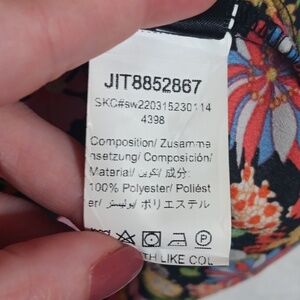 JIT8852867
SKC#sw220315230114
4398
Composition/ Zusamme
nsetzung/ Composición/
Material/ تكوين/ 成分:
100% Polyester/ Poliést
er/ بوليستر/ ポリエステル
TH LIKE COL